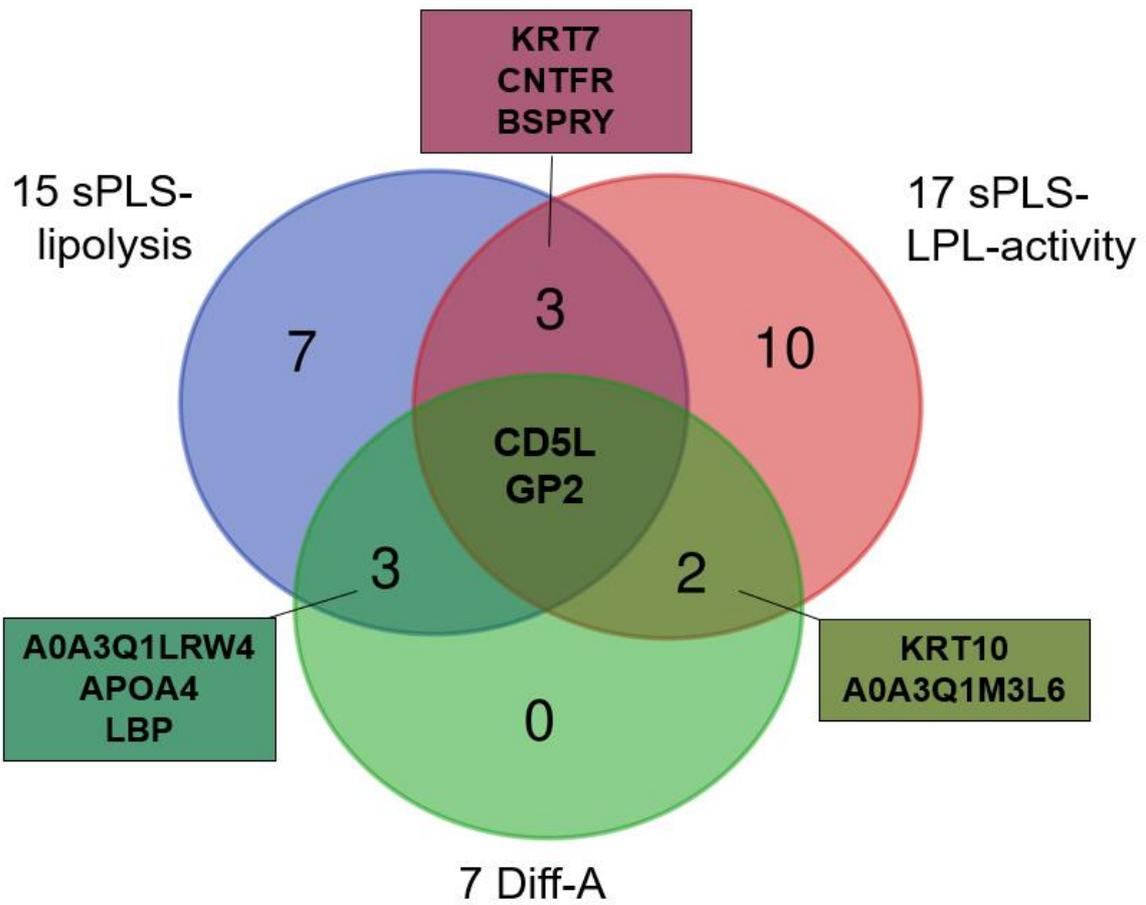 KRT7
CNTFR
BSPRY
15 sPLS-
lipolysis
17 sPLS-
LPL-activity
3
7
10
CD5L
GP2
3
2
A0A3Q1LRW4
APOA4
LBP
KRT10
A0A3Q1M3L6
0
7 Diff-A